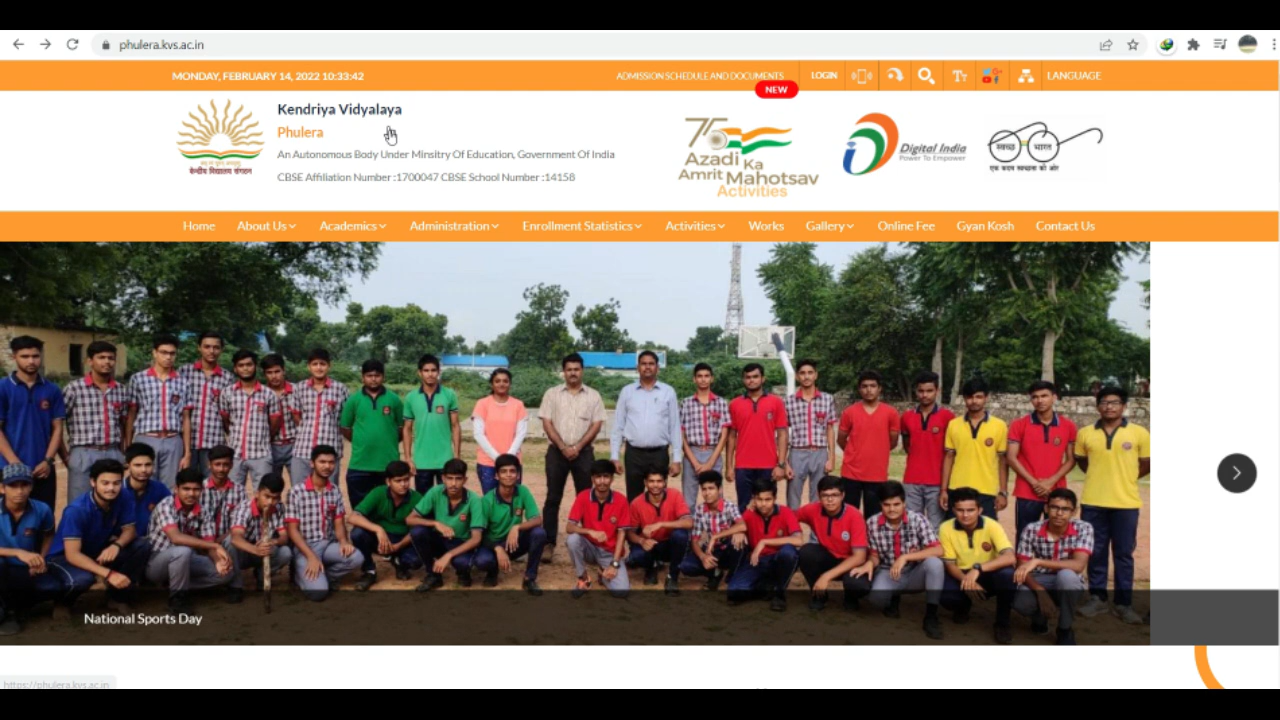 phulera.kvs.ac.in
MONDAY, FEBRUARY 14, 2022 10:33:42
ADMISSION SCHEDULE AND DOCUMENTS
NEW
LOGIN
LANGUAGE
Kendriya Vidyalaya
Phulera
An Autonomous Body Under Minsitry Of Education, Government Of India
CBSE Affiliation Number :1700047 CBSE School Number :14158
केन्द्रीय विद्यालय संगठन
75
Azadi Ka
Amrit Mahotsav
Activities
Digital India
Power To Empower
स्वच्छ भारत
एक कदम स्वच्छता की ओर
Home About Us Academics Administration Enrollment Statistics Activities Works Gallery Online Fee Gyan Kosh Contact Us
National Sports Day
https://phulera.kvs.ac.in